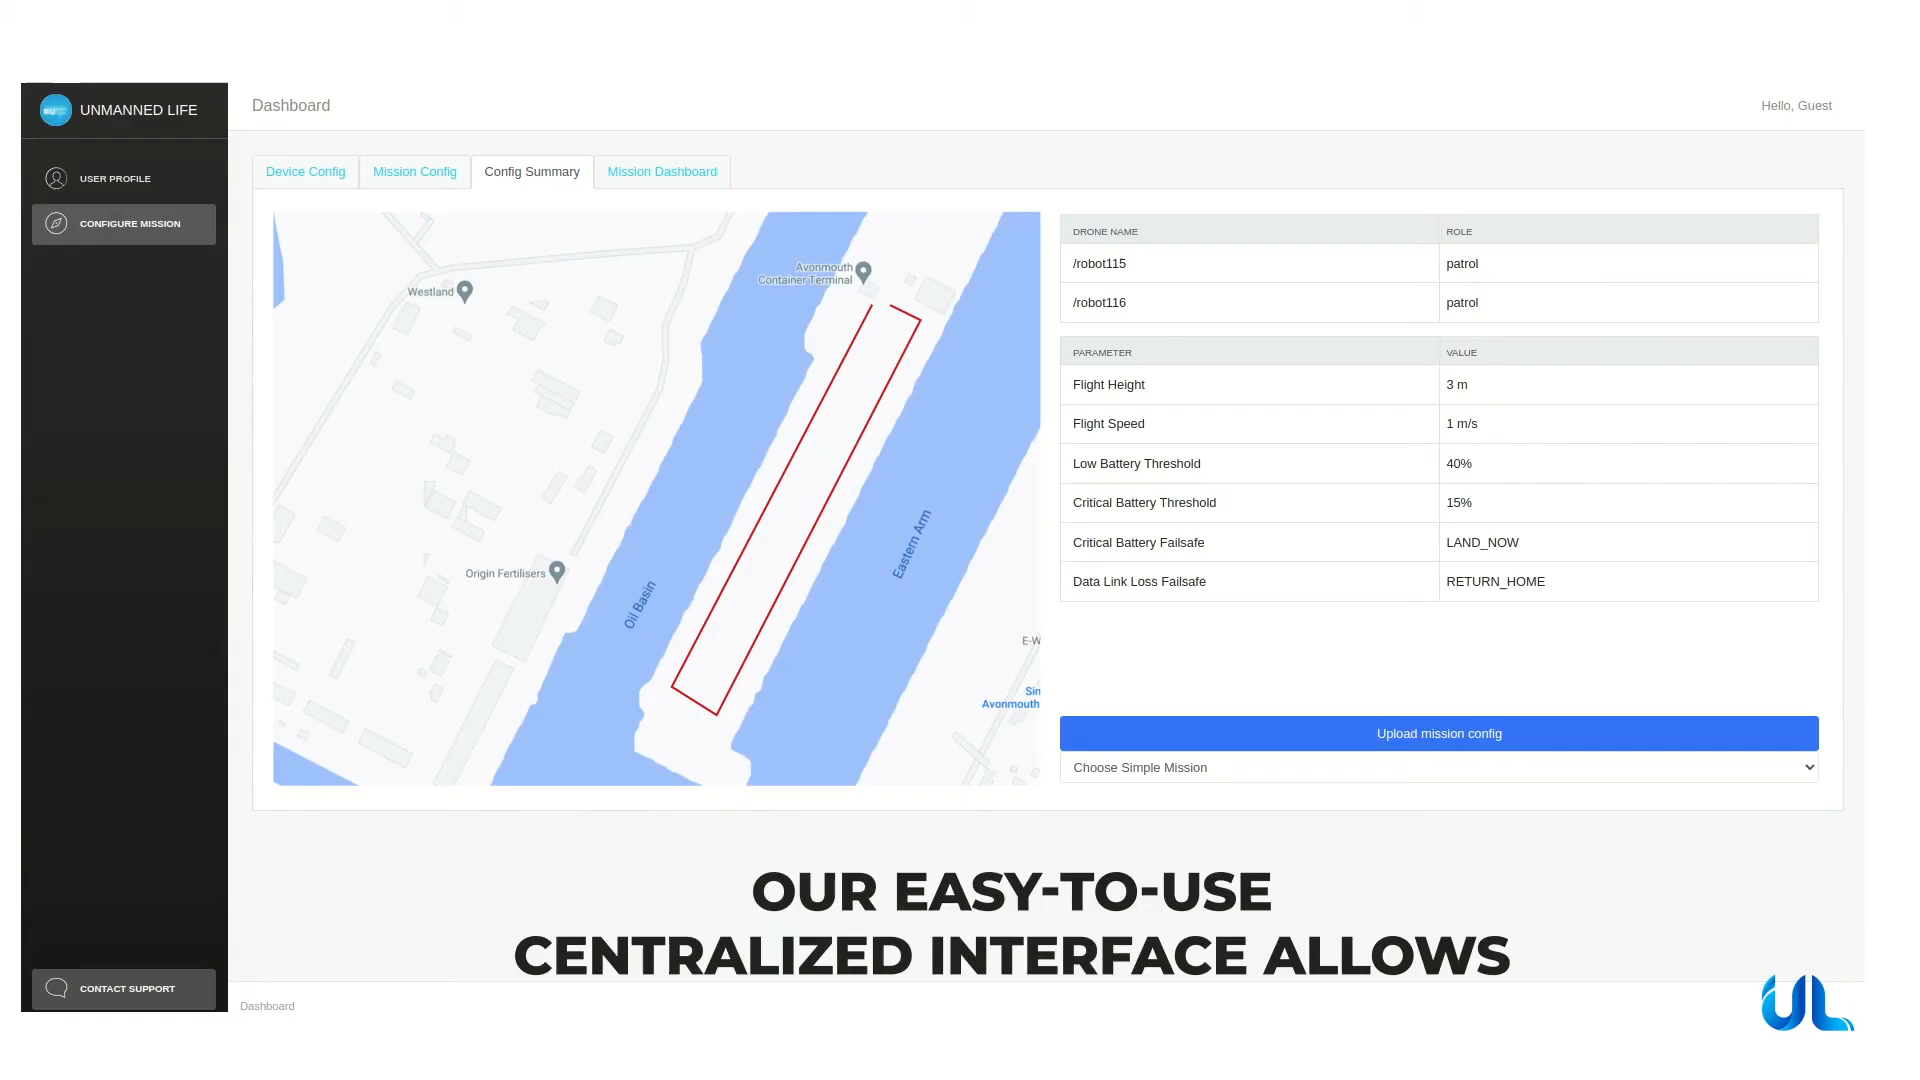 UNMANNED LIFE
Dashboard
Hello, Guest
USER PROFILE
CONFIGURE MISSION
Device Config
Mission Config
Config Summary
Mission Dashboard
Westland
Avonmouth
Container Terminal
Origin Fertilisers
Oil Basin
Eastern Arm
E-W
Sin
Avonmouth
DRONE NAME ROLE
/robot115 patrol
/robot116 patrol
PARAMETER VALUE
Flight Height 3 m
Flight Speed 1 m/s
Low Battery Threshold 40%
Critical Battery Threshold 15%
Critical Battery Failsafe LAND_NOW
Data Link Loss Failsafe RETURN_HOME
Upload mission config
Choose Simple Mission
OUR EASY-TO-USE
CENTRALIZED INTERFACE ALLOWS
CONTACT SUPPORT
Dashboard
UL